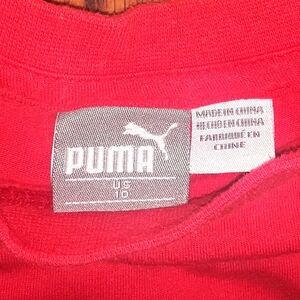 PUMA
US
10
MADE IN CHINA
HECHO EN CHINA
FABRIQUÉ EN
CHINE